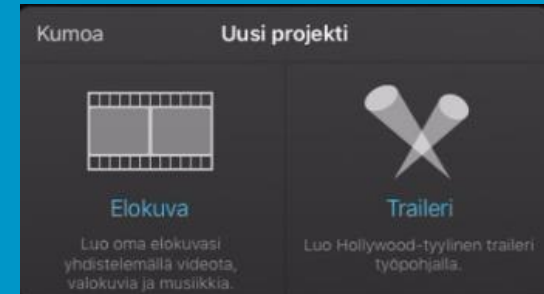 Kumoa
Uusi projekti
Elokuva
Luo oma elokuvasi
yhdistelemällä videota,
valokuvia ja musiikkia.
Traileri
Luo Hollywood-tyylinen traileri
työpohjalla.